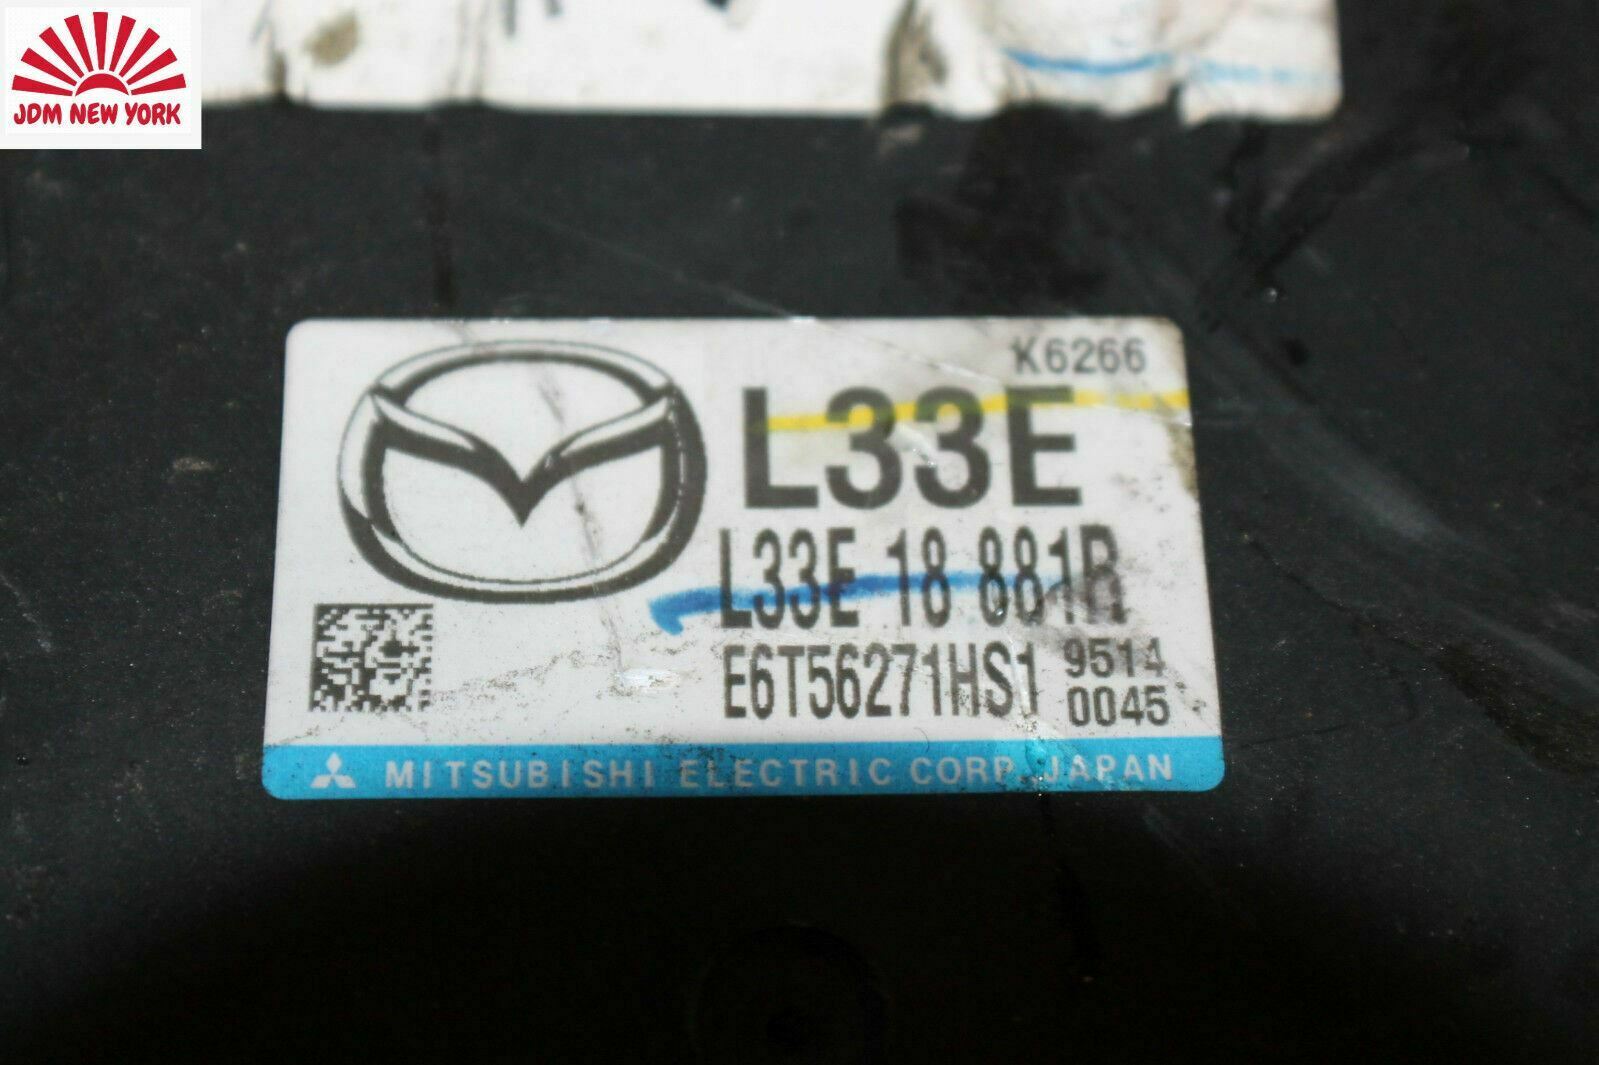 JDM NEW YORK
K6266
L33E
L33E 18 881R
E6T56271HS1 9514
0045
MITSUBISHI ELECTRIC CORP. JAPAN